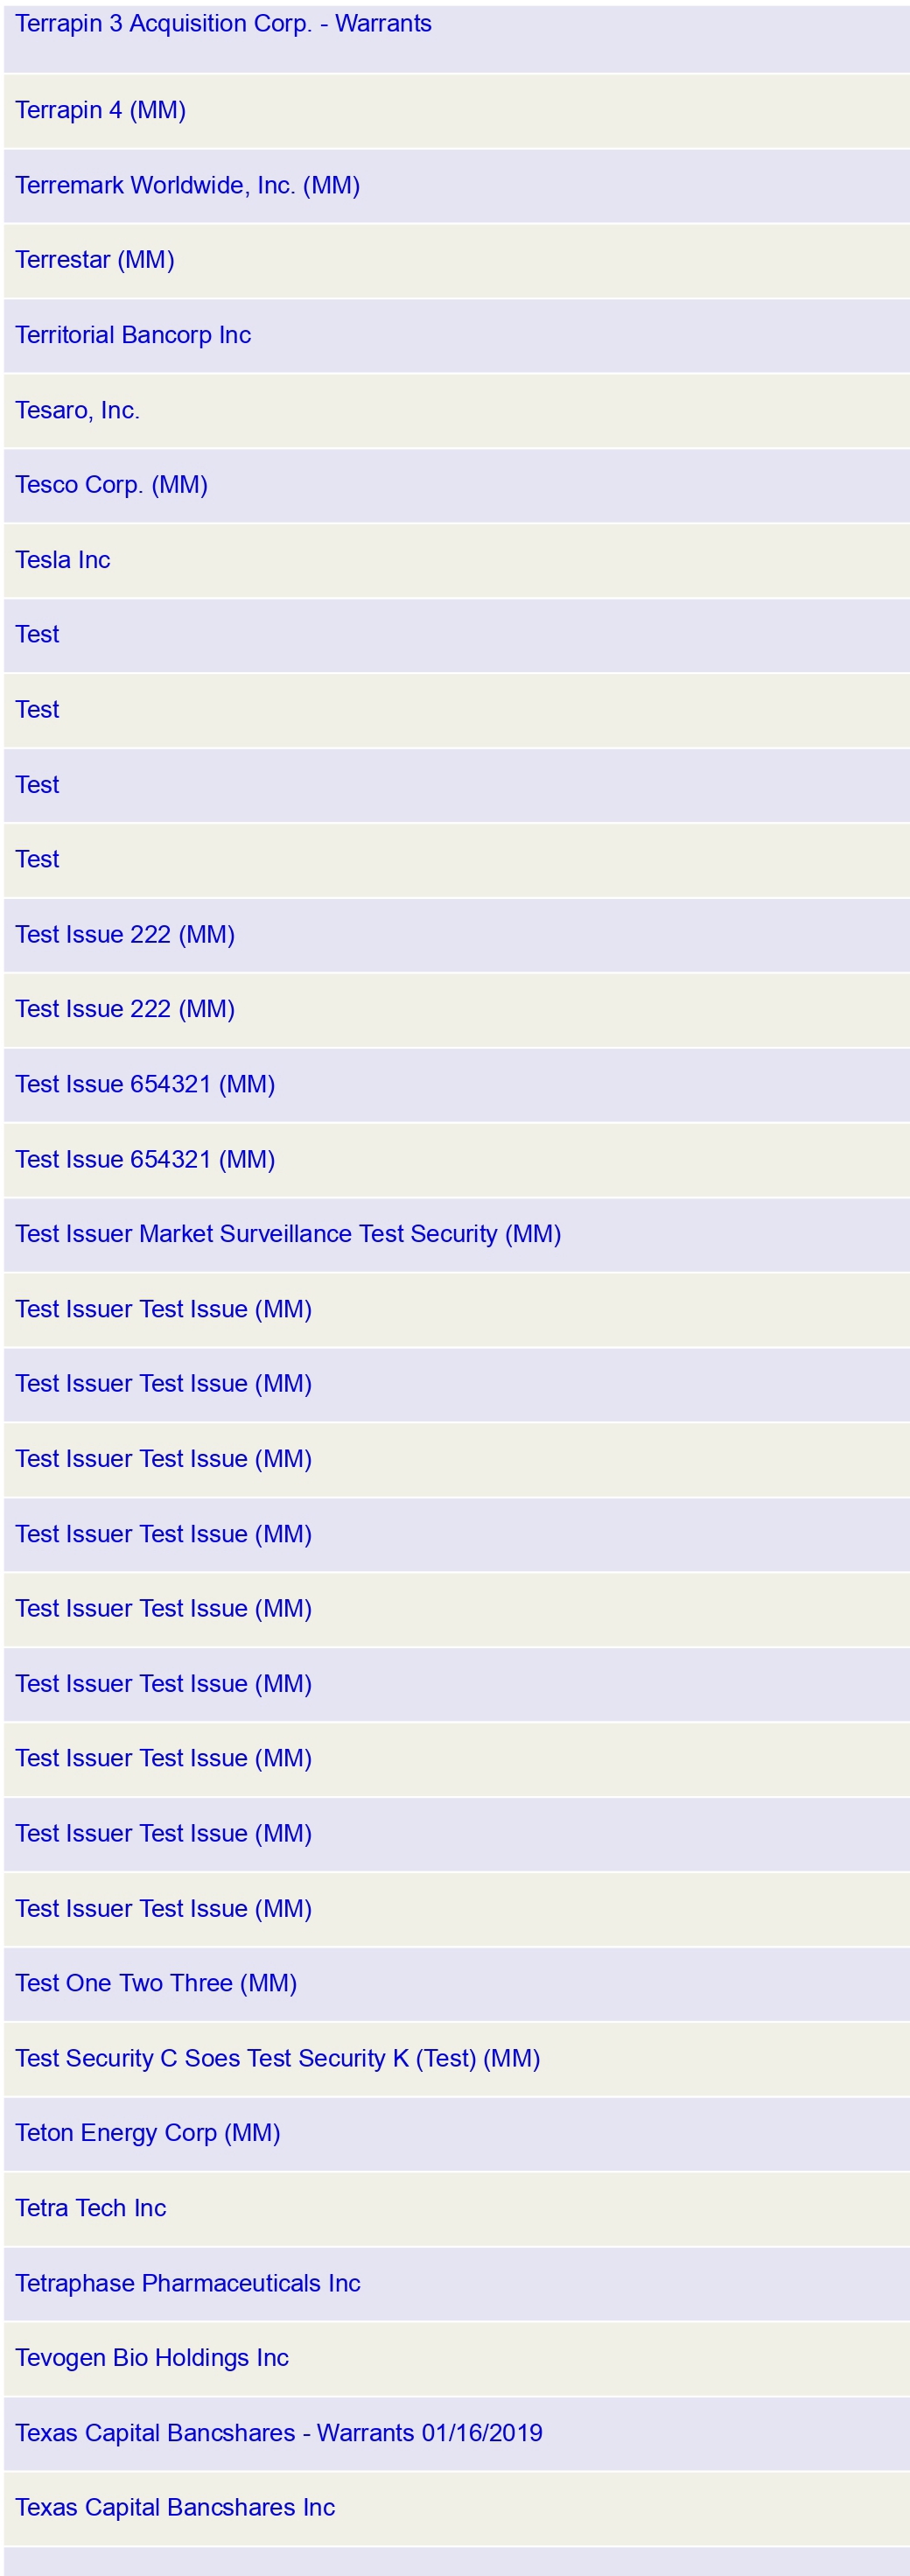 Terrapin 3 Acquisition Corp. - Warrants
Terrapin 4 (MM)
Terremark Worldwide, Inc. (MM)
Terrestar (MM)
Territorial Bancorp Inc
Tesaro, Inc.
Tesco Corp. (MM)
Tesla Inc
Test
Test
Test
Test
Test Issue 222 (MM)
Test Issue 222 (MM)
Test Issue 654321 (MM)
Test Issue 654321 (MM)
Test Issuer Market Surveillance Test Security (MM)
Test Issuer Test Issue (MM)
Test Issuer Test Issue (MM)
Test Issuer Test Issue (MM)
Test Issuer Test Issue (MM)
Test Issuer Test Issue (MM)
Test Issuer Test Issue (MM)
Test Issuer Test Issue (MM)
Test Issuer Test Issue (MM)
Test Issuer Test Issue (MM)
Test One Two Three (MM)
Test Security C Soes Test Security K (Test) (MM)
Teton Energy Corp (MM)
Tetra Tech Inc
Tetraphase Pharmaceuticals Inc
Tevogen Bio Holdings Inc
Texas Capital Bancshares - Warrants 01/16/2019
Texas Capital Bancshares Inc